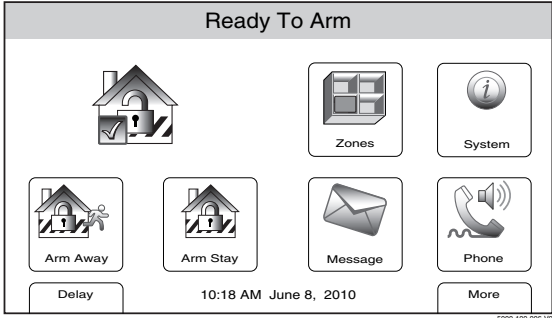 Ready To Arm
Zones
System
Arm Away
Arm Stay
Message
Phone
Delay
10:18 AM June 8, 2010
More